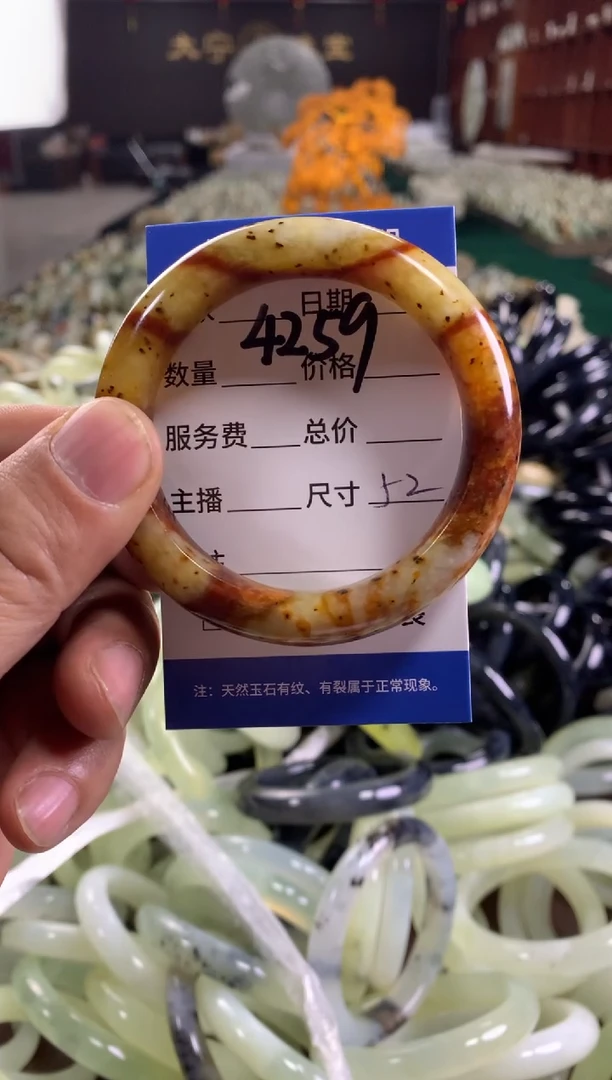 日期
4259
数量 价格
服务费 总价
主播 尺寸 52
注：天然玉石有纹、有裂属于正常现象。